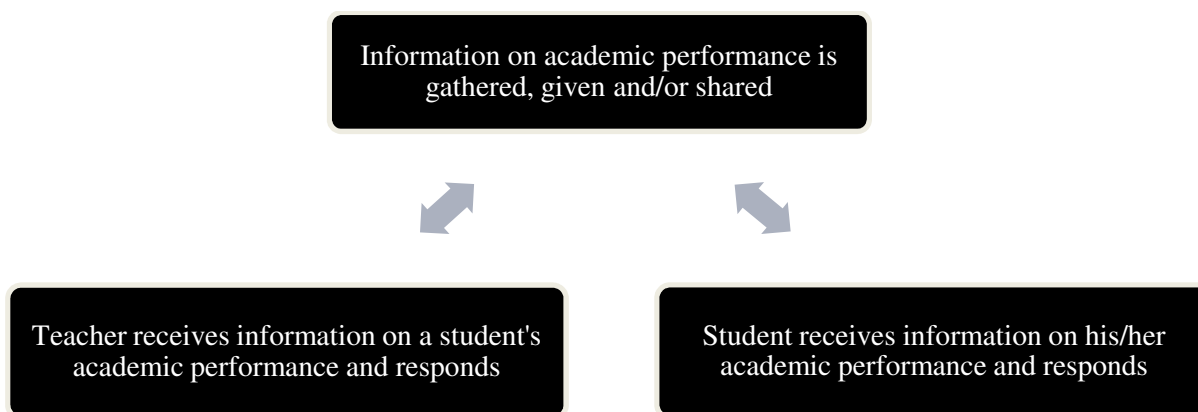 Information on academic performance is
gathered, given and/or shared
Teacher receives information on a student's
academic performance and responds
Student receives information on his/her
academic performance and responds